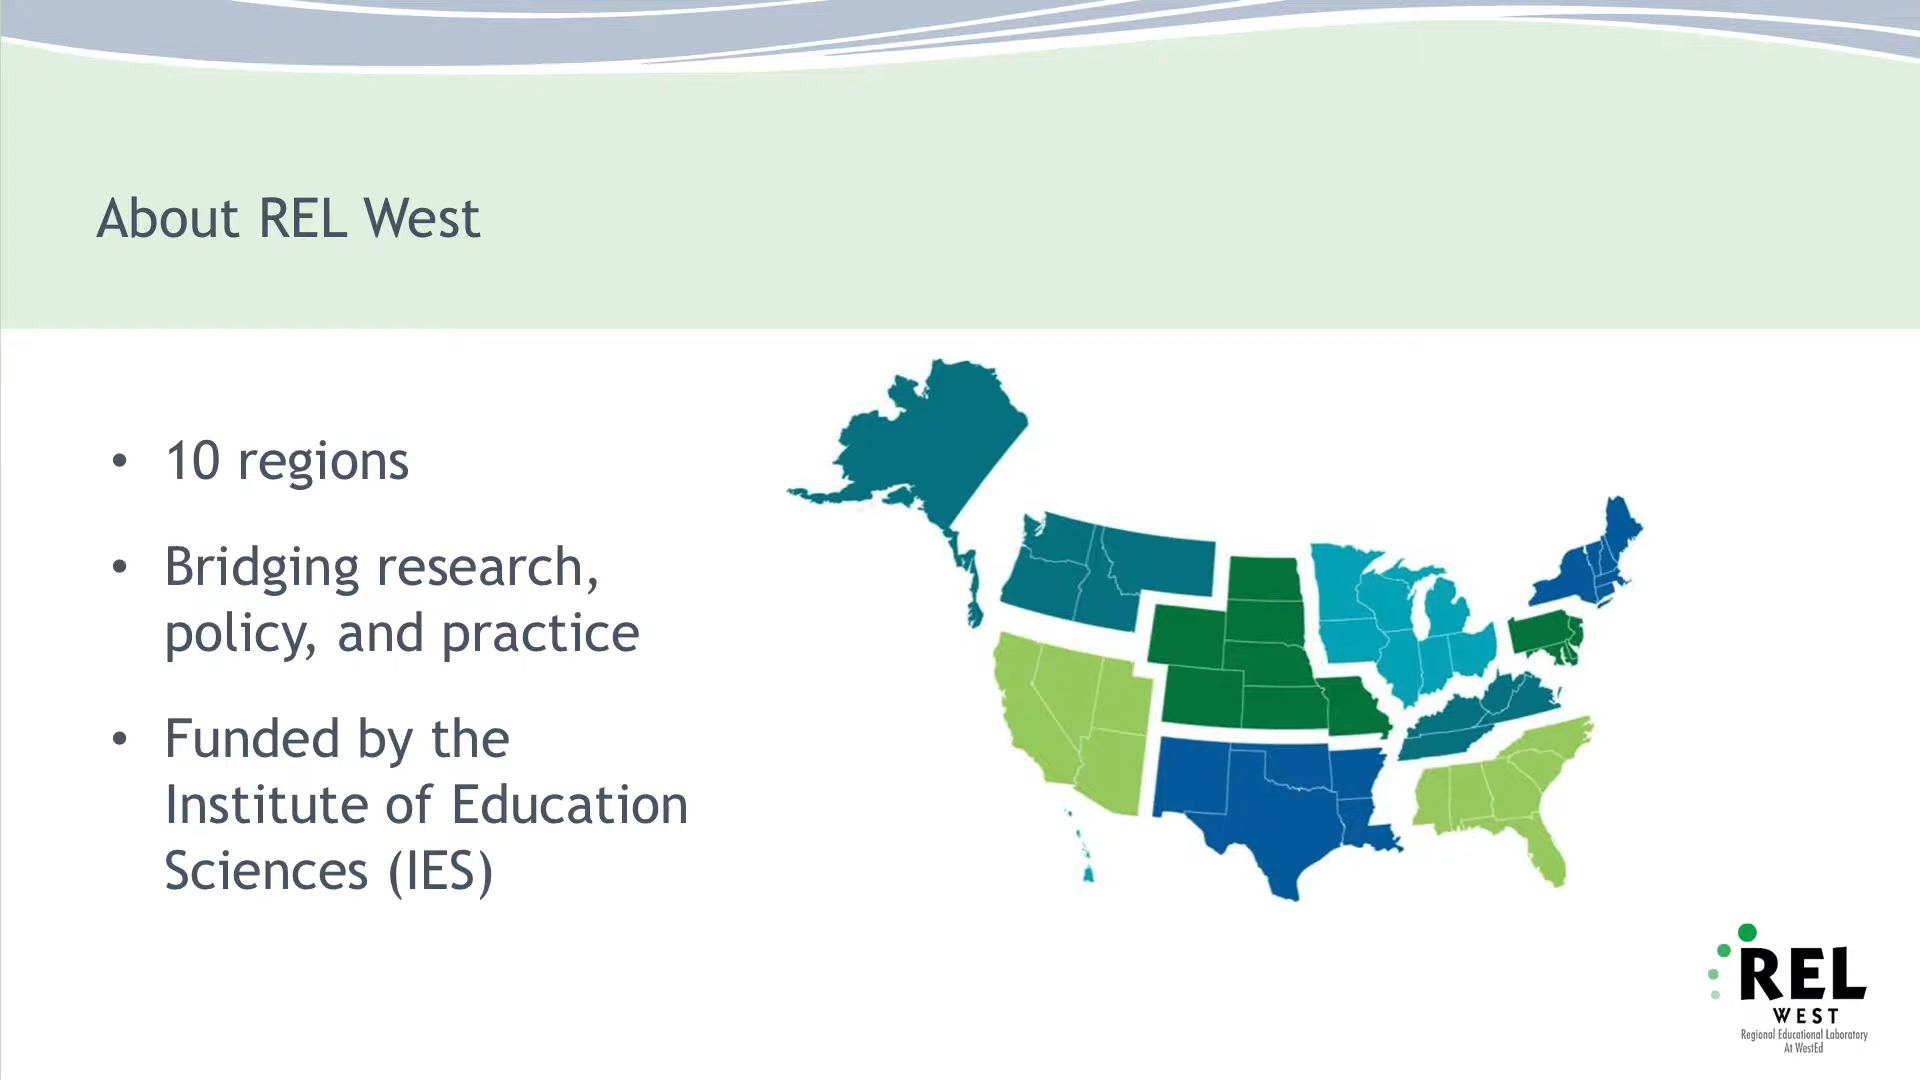 About REL West
• 10 regions
• Bridging research,
policy, and practice
• Funded by the
Institute of Education
Sciences (IES)
REL
WEST
Regional Educational Laboratory
At WestEd